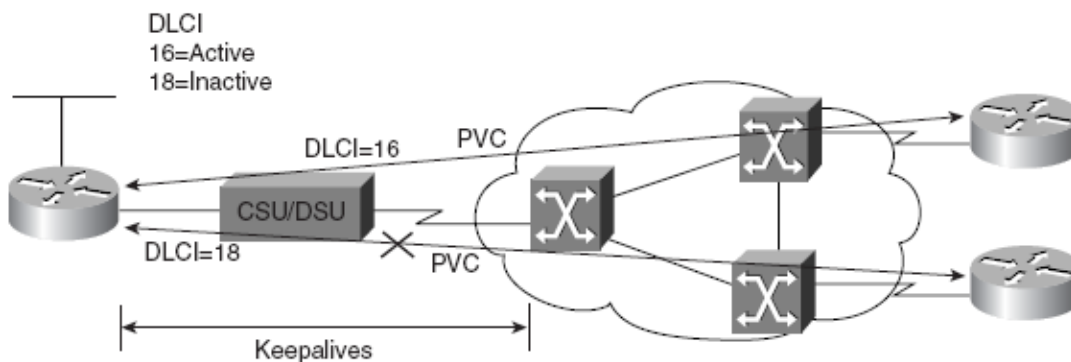 DLCI
16=Active
18=Inactive
PVC
DLCI=16
CSU/DSU
DLCI=18
PVC
Keepalives